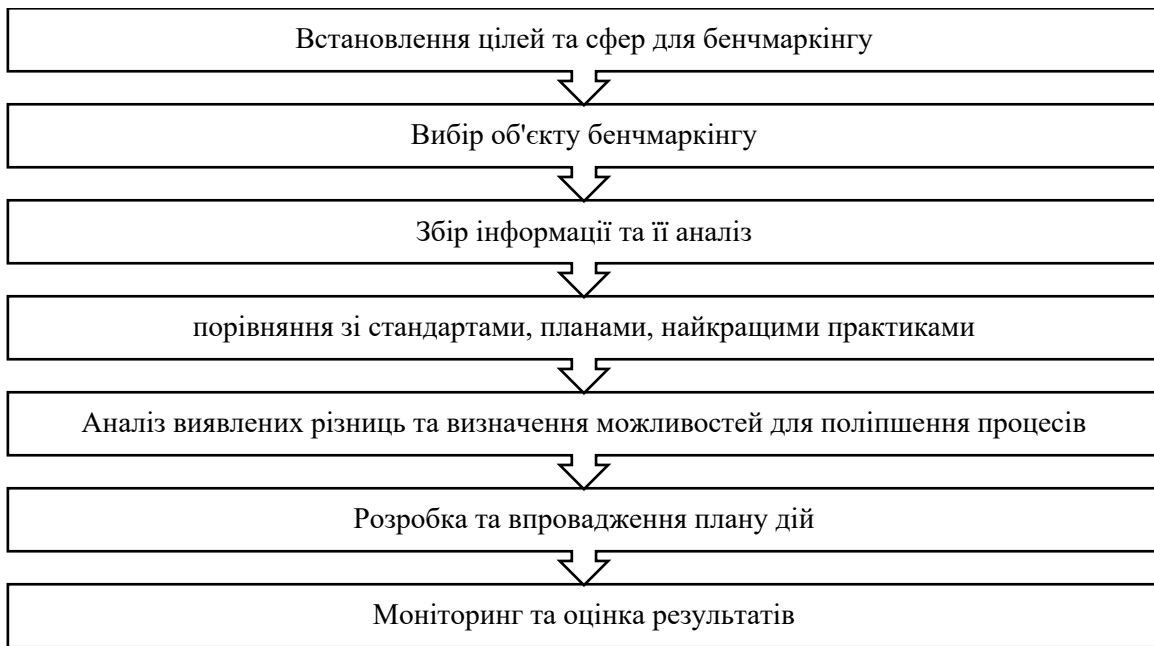 Встановлення цілей та сфер для бенчмаркінгу
Вибір об'єкту бенчмаркінгу
Збір інформації та її аналіз
порівняння зі стандартами, планами, найкращими практиками
Аналіз виявлених різниць та визначення можливостей для поліпшення процесів
Розробка та впровадження плану дій
Моніторинг та оцінка результатів